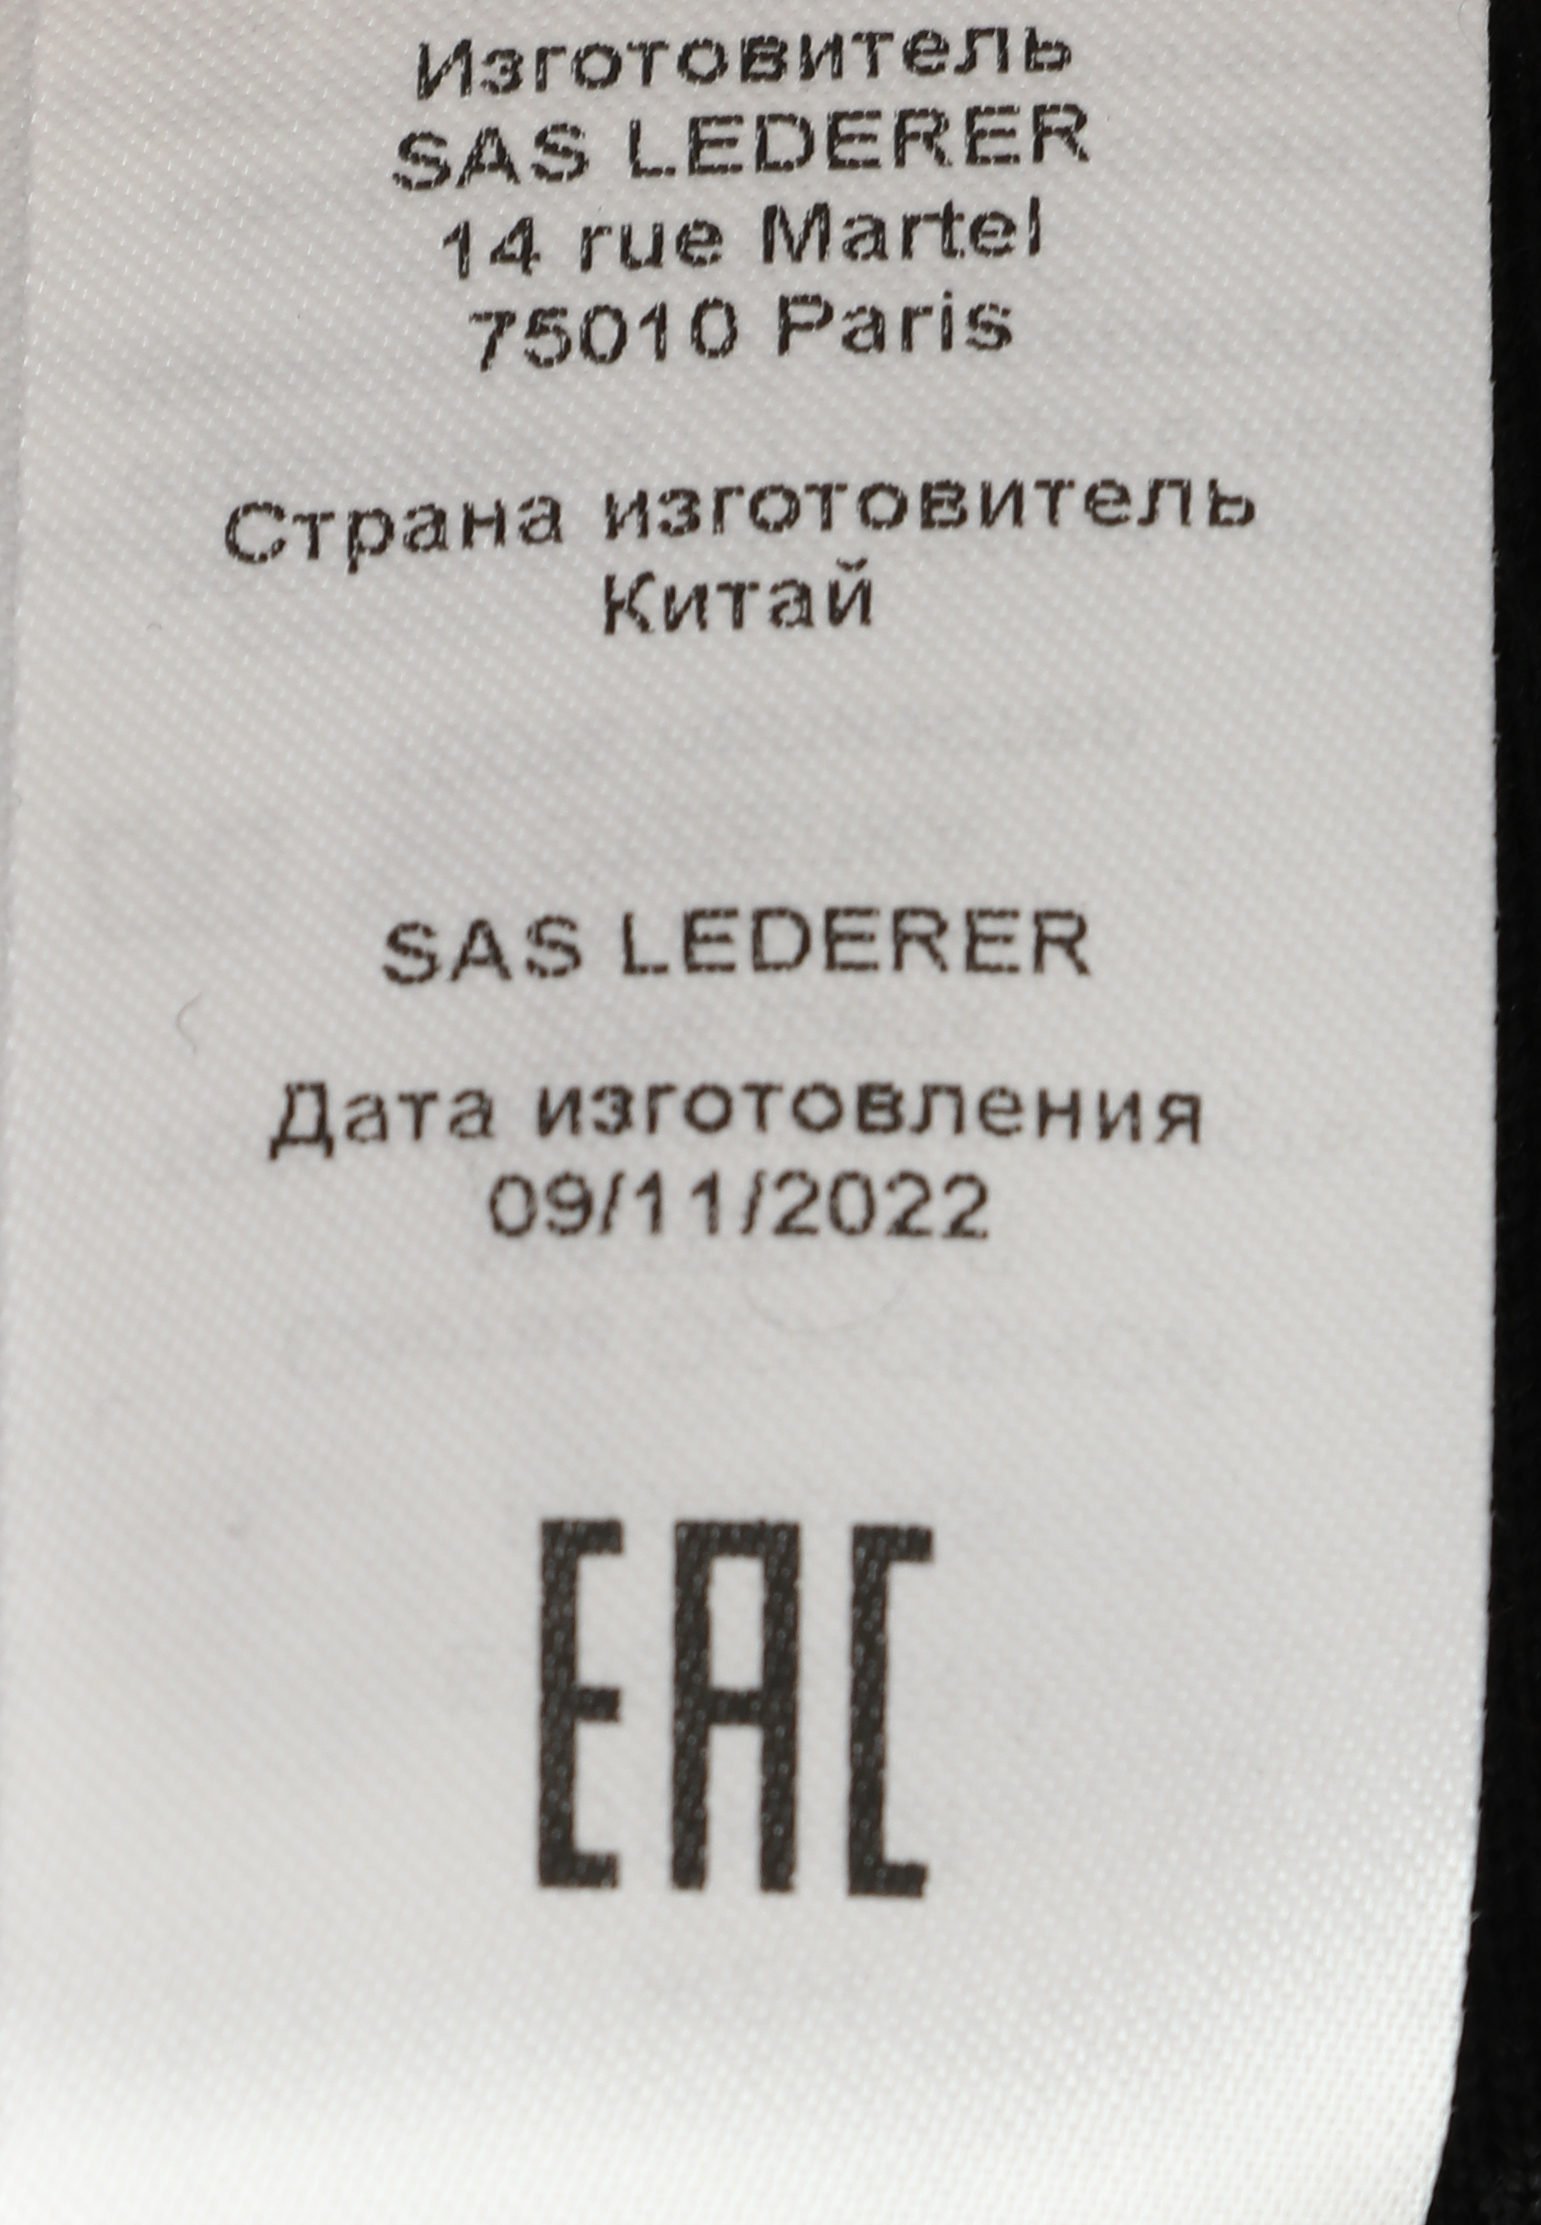 Изготовитель
SAS LEDERER
14 rue Martel
75010 Paris
Страна изготовитель
Китай
SAS LEDERER
Дата изготовления
09/11/2022
EAC